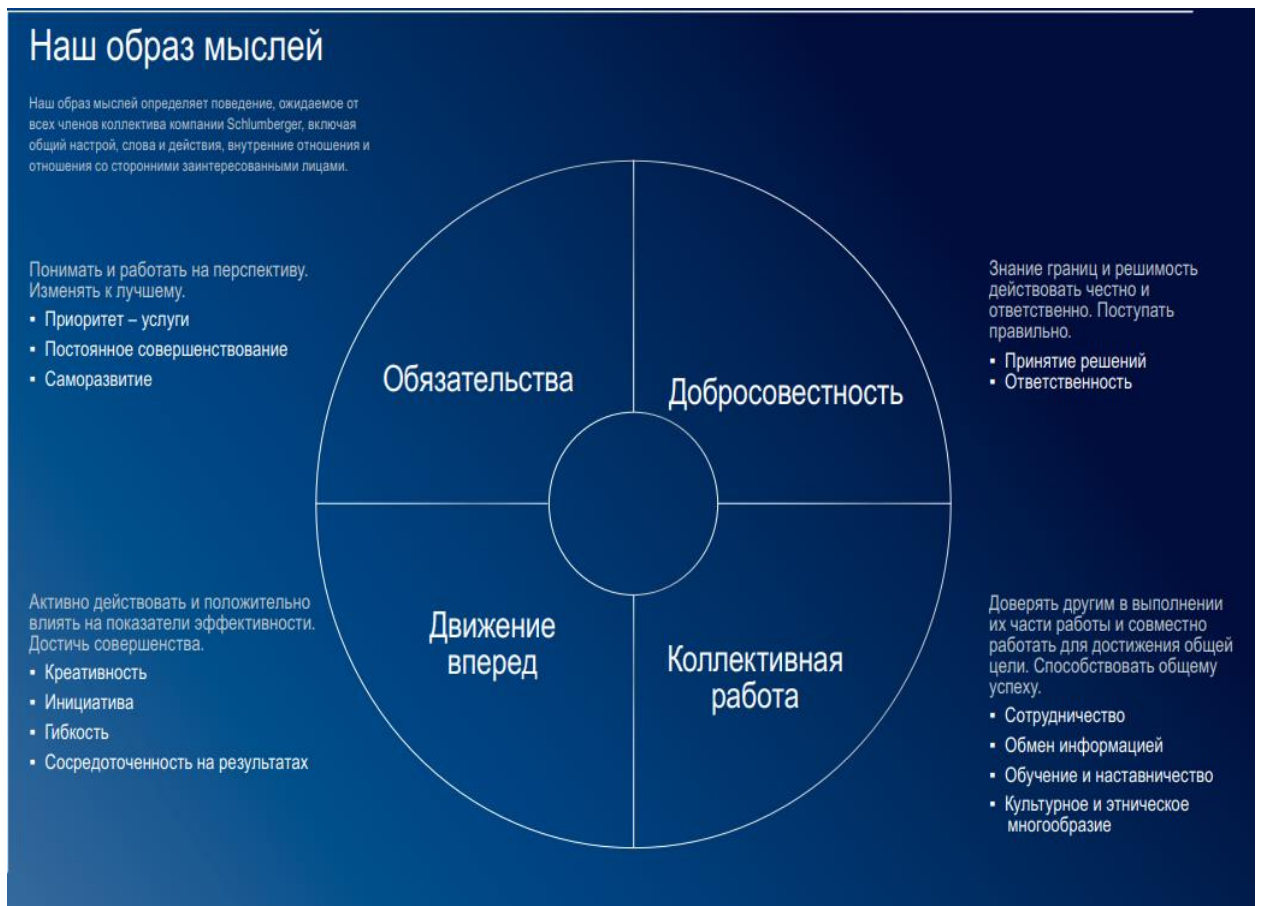 Наш образ мыслей
Наш образ мыслей определяет поведение, ожидаемое от
всех членов коллектива компании Schlumberger, включая
общий настрой, слова и действия, внутренние отношения и
отношения со сторонними заинтересованными лицами.
Понимать и работать на перспективу.
Изменять к лучшему.
▪ Приоритет – услуги
▪ Постоянное совершенствование
▪ Саморазвитие
Обязательства
Добросовестность
Знание границ и решимость
действовать честно и
ответственно. Поступать
правильно.
▪ Принятие решений
▪ Ответственность
Активно действовать и положительно
влиять на показатели эффективности.
Достичь совершенства.
▪ Креативность
▪ Инициатива
▪ Гибкость
▪ Сосредоточенность на результатах
Движение
вперед
Коллективная
работа
Доверять другим в выполнении
их части работы и совместно
работать для достижения общей
цели. Способствовать общему
успеху.
▪ Сотрудничество
▪ Обмен информацией
▪ Обучение и наставничество
▪ Культурное и этническое
многообразие